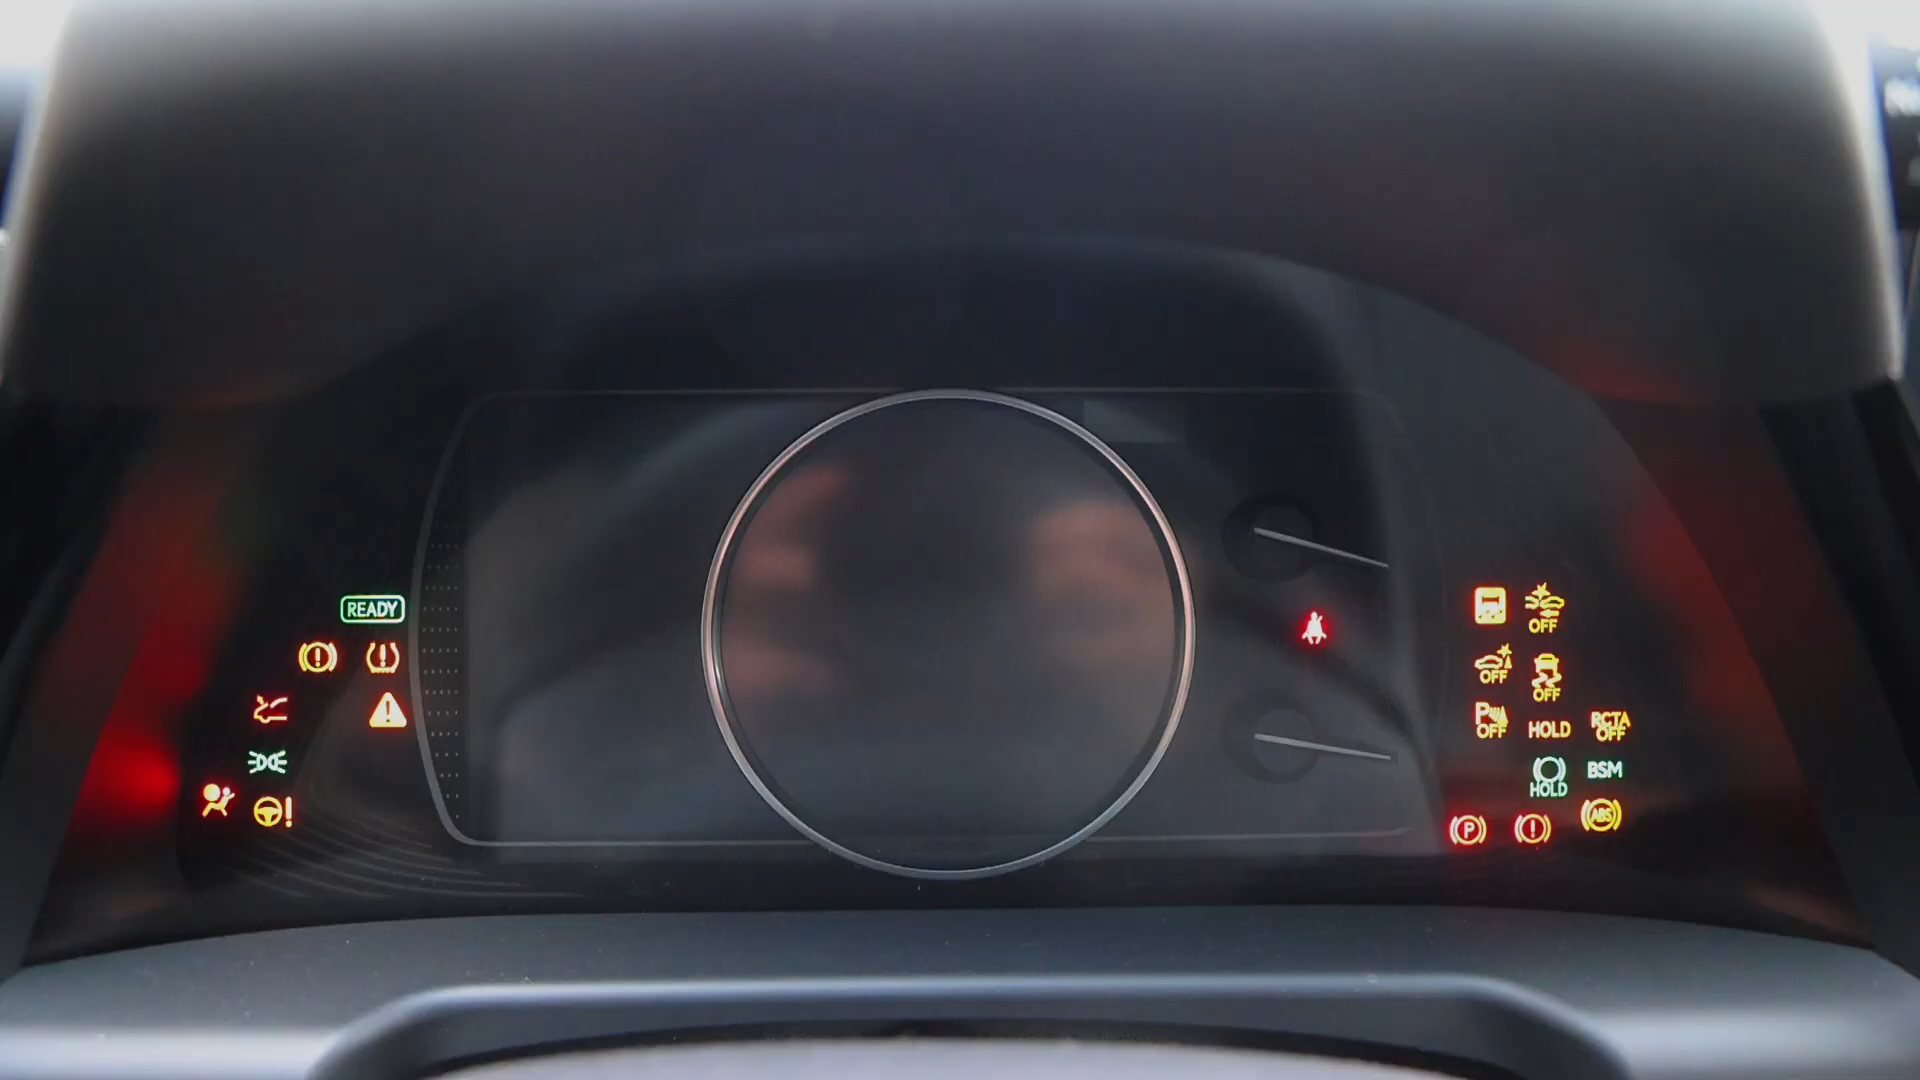 READY
OFF
OFF
OFF
P
OFF
HOLD
RCTA
OFF
HOLD
BSM
P
ABS